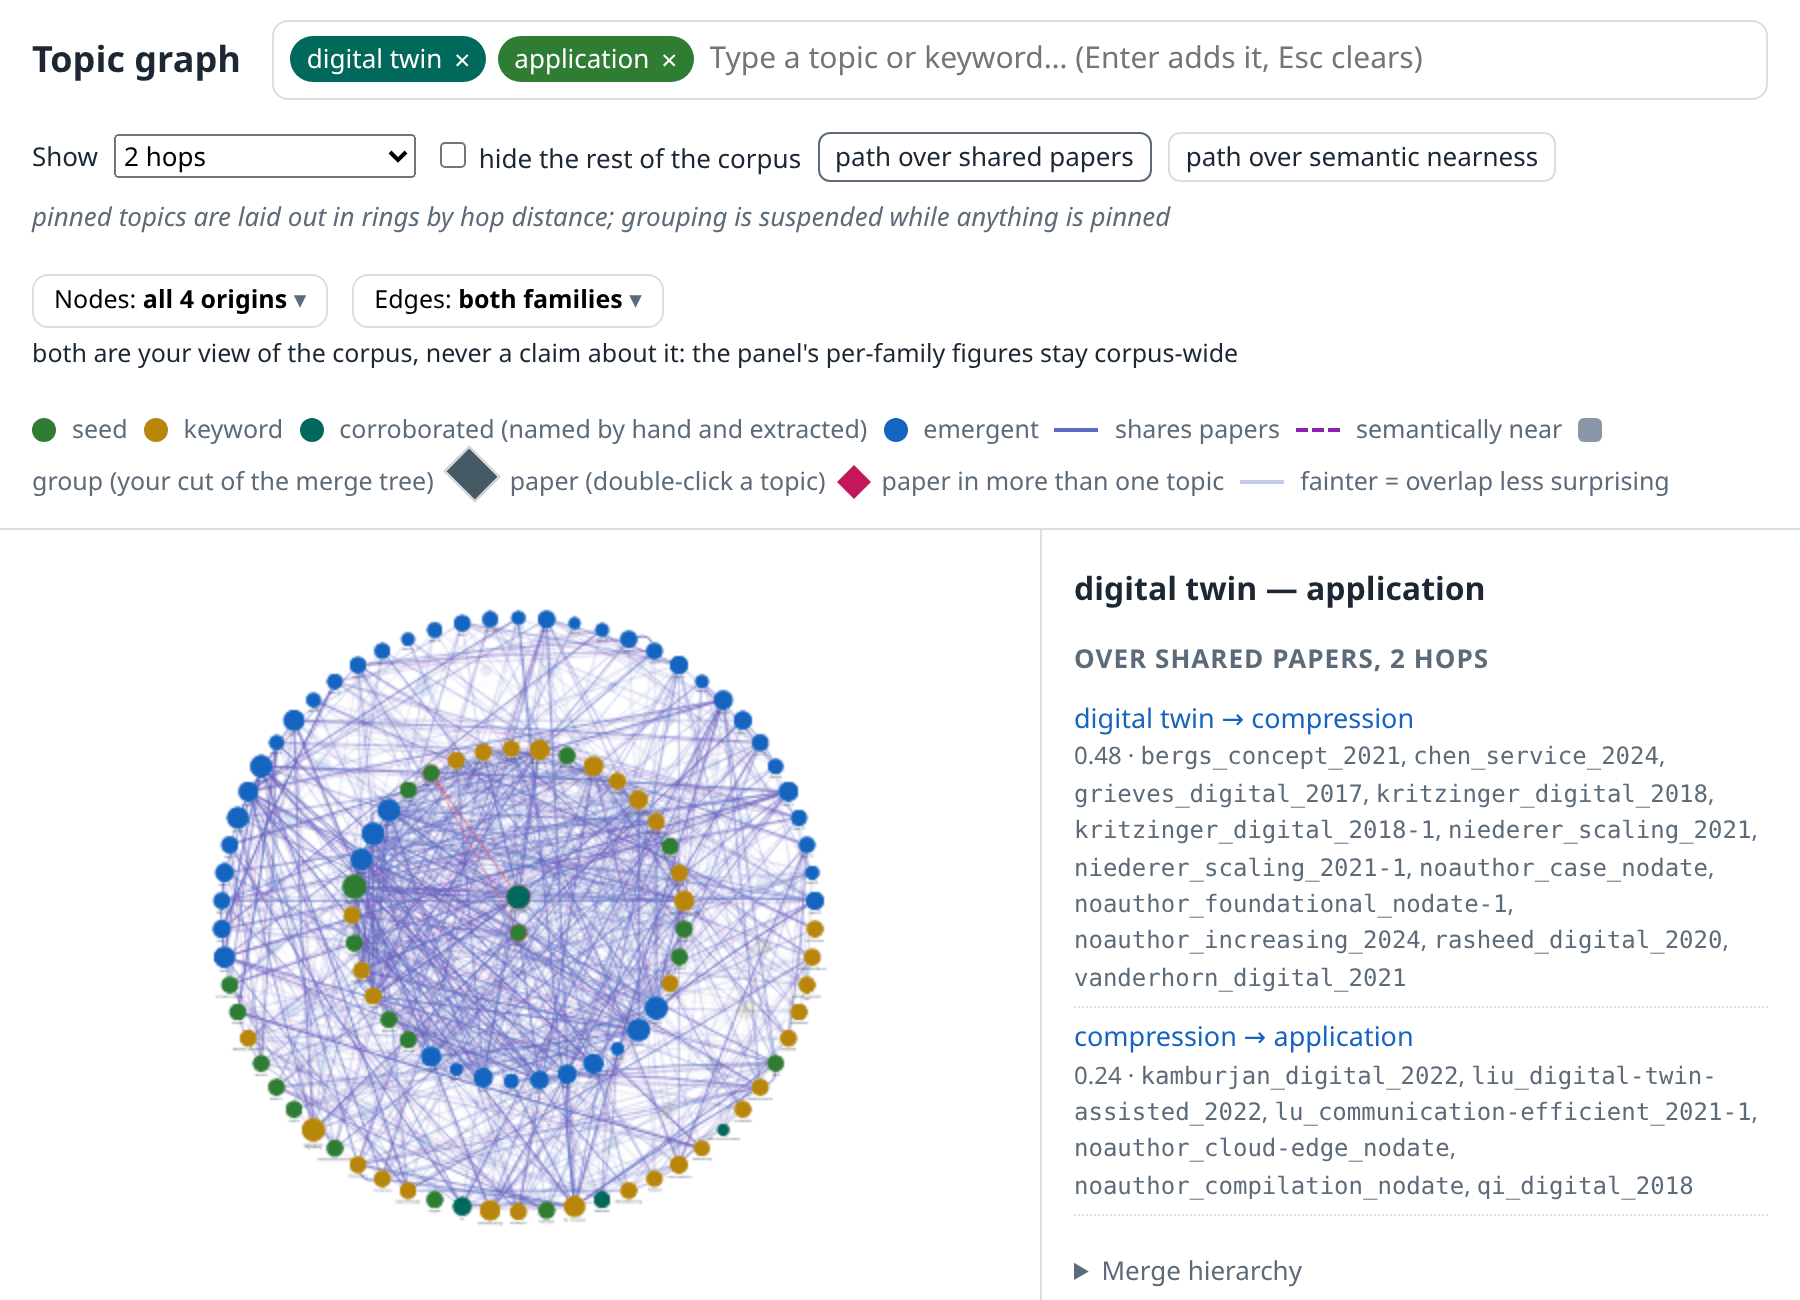 Topic graph
digital twin × application × Type a topic or keyword... (Enter adds it, Esc clears)
Show 2 hops hide the rest of the corpus path over shared papers path over semantic nearness
pinned topics are laid out in rings by hop distance; grouping is suspended while anything is pinned
Nodes: all 4 origins ▾ Edges: both families ▾
both are your view of the corpus, never a claim about it: the panel's per-family figures stay corpus-wide
seed keyword corroborated (named by hand and extracted) emergent shares papers semantically near
group (your cut of the merge tree) paper (double-click a topic) paper in more than one topic fainter = overlap less surprising
digital twin — application
OVER SHARED PAPERS, 2 HOPS
digital twin → compression
0.48 · bergs_concept_2021, chen_service_2024,
grieves_digital_2017, kritzinger_digital_2018,
kritzinger_digital_2018-1, niederer_scaling_2021,
niederer_scaling_2021-1, noauthor_case_nodate,
noauthor_foundational_nodate-1,
noauthor_increasing_2024, rasheed_digital_2020,
vanderhorn_digital_2021
compression → application
0.24 · kamburjan_digital_2022, liu_digital-twin-
assisted_2022, lu_communication-efficient_2021-1,
noauthor_cloud-edge_nodate,
noauthor_compilation_nodate, qi_digital_2018
▶ Merge hierarchy